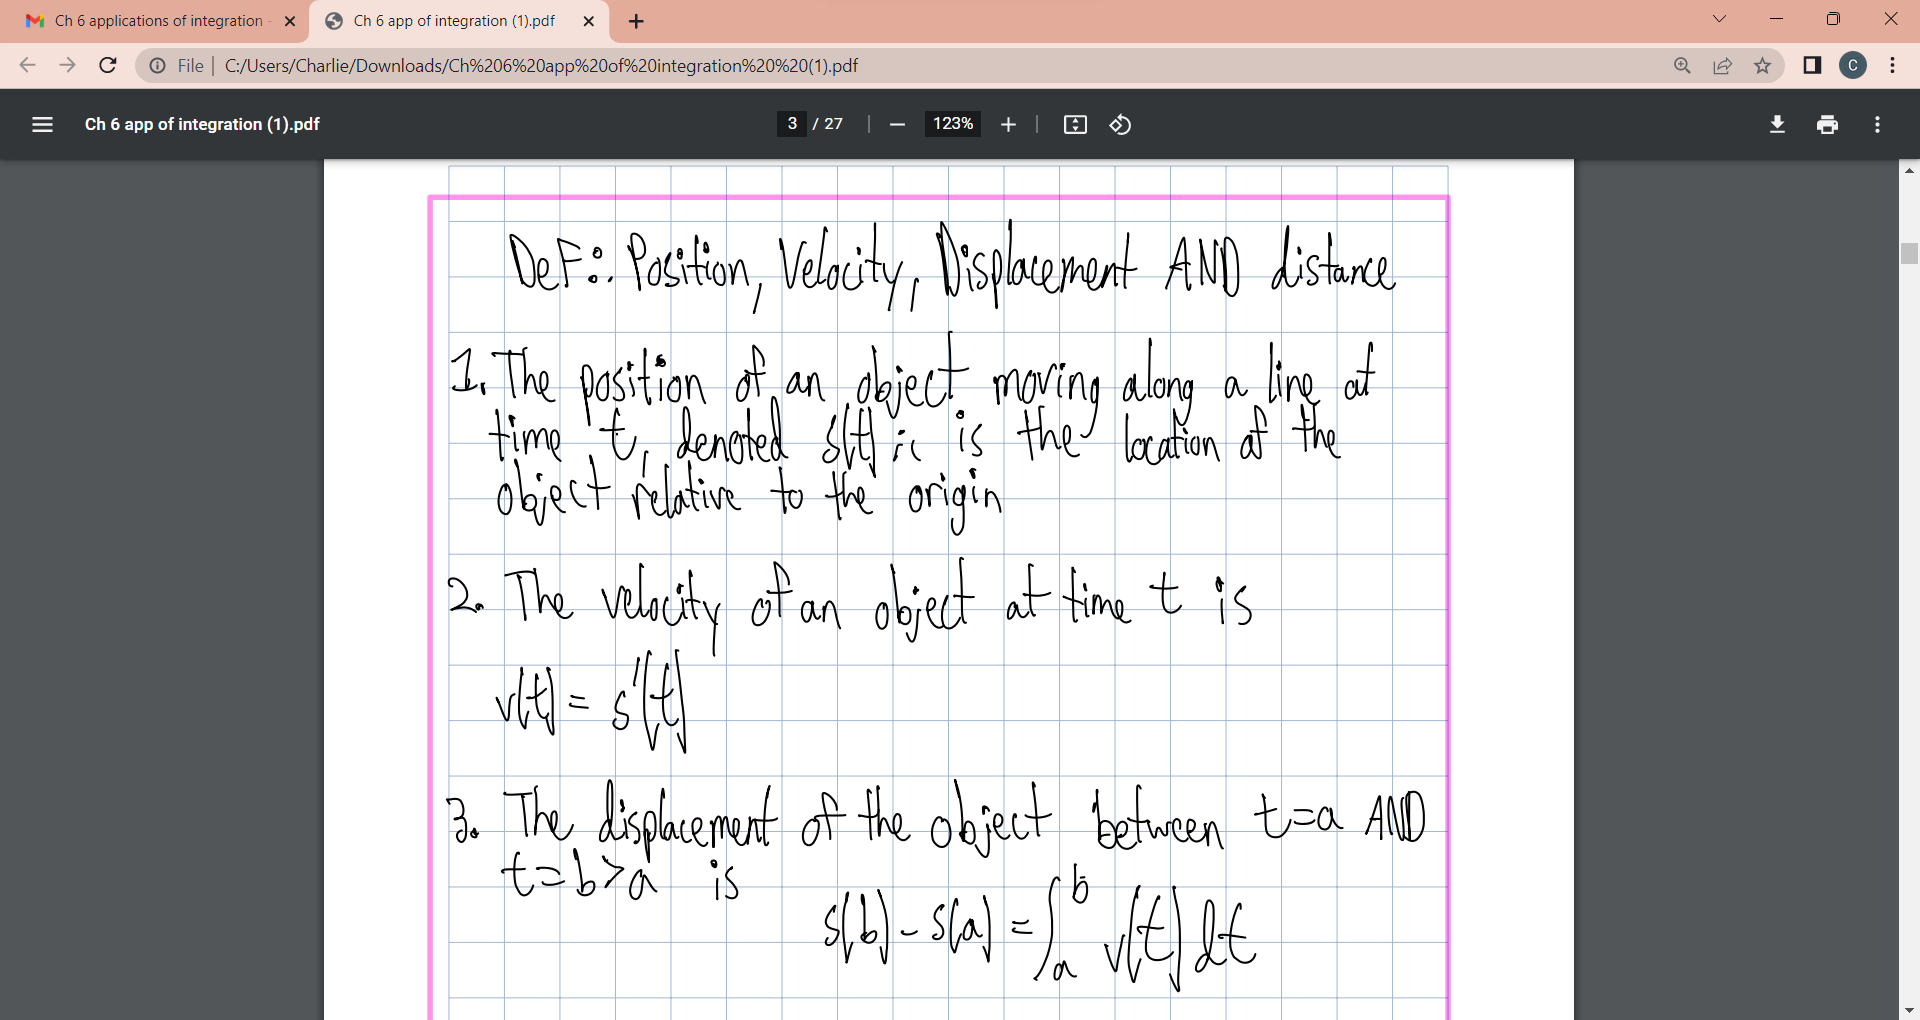 Ch 6 applications of integration -
Ch 6 app of integration (1).pdf
File | C:/Users/Charlie/Downloads/Ch%206%20app%20of%20integration%20%20(1).pdf
C
Ch 6 app of integration (1).pdf
3 / 27
123%
DeF:. Position, Velocity, Displacement AND distance
1. The position of an object moving along a line at
time t, denoted s(t) is the location of the
object relative to the origin
2. The velocity of an object at time t is
v(t) = s'(t)
3. The displacement of the object between t=a AND
t=b>a is
s(b) - s(a) = ∫ₐᵇ v(t) dt